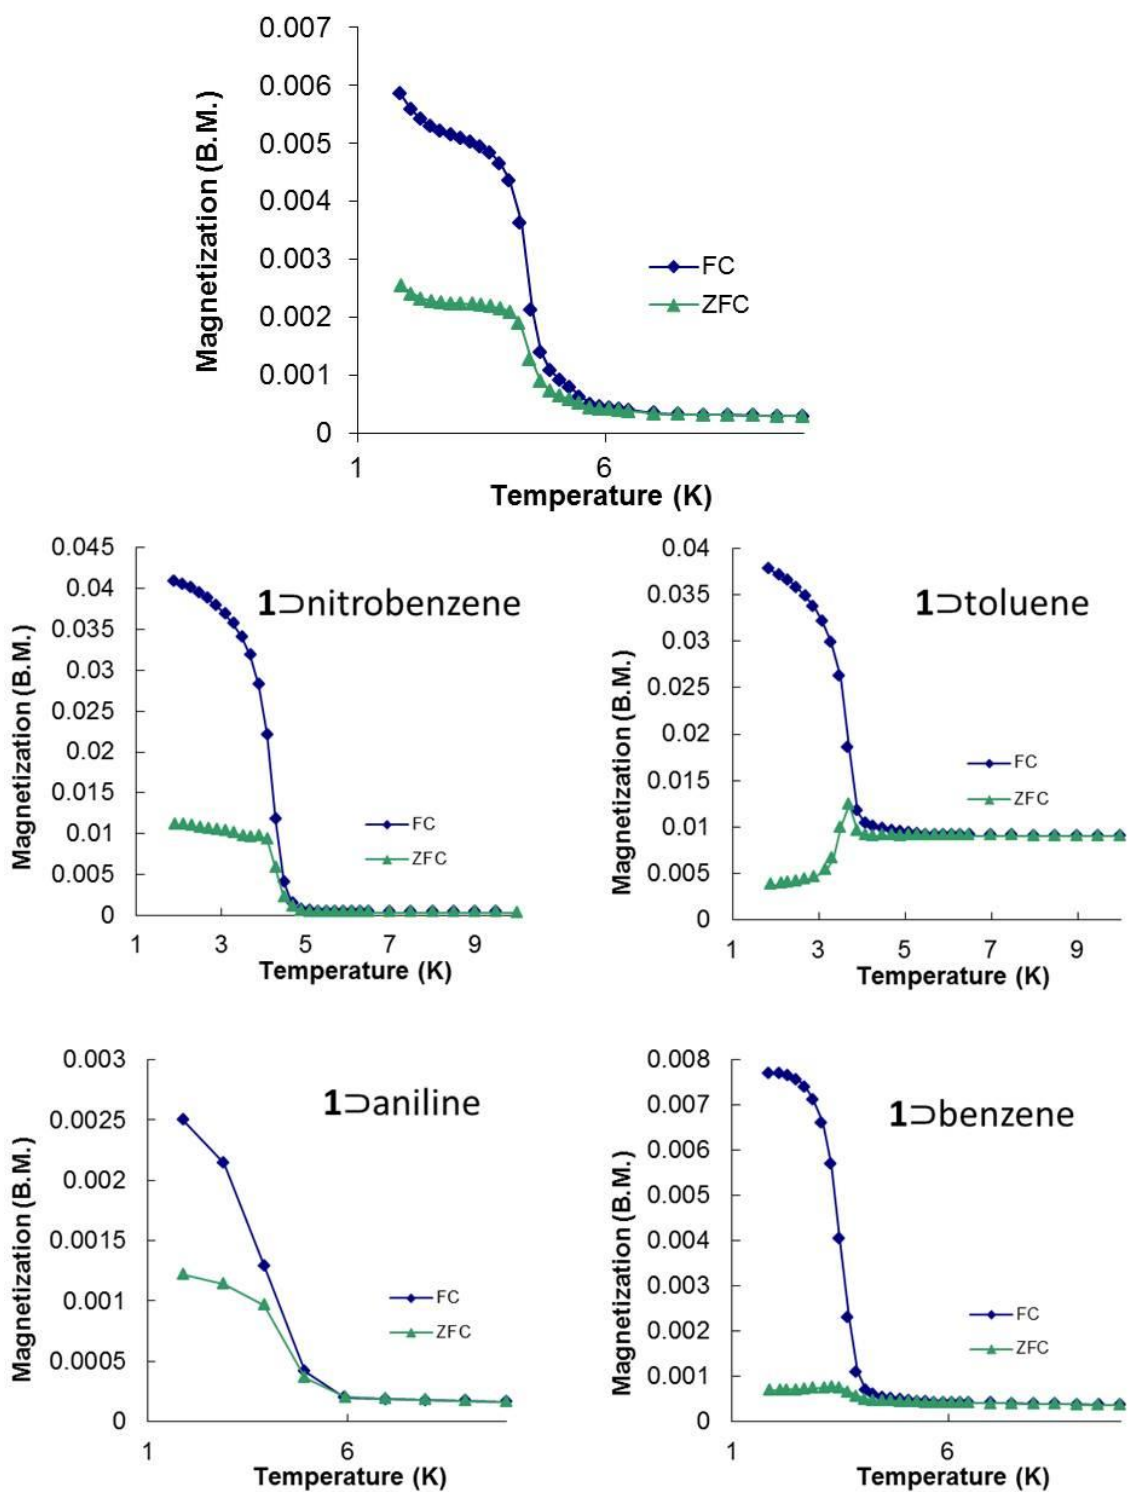 0.007
0.006
0.005
0.004
0.003
0.002
0.001
0
Magnetization (B.M.)
FC
ZFC
1
6
Temperature (K)
0.045
0.04
0.035
0.03
0.025
0.02
0.015
0.01
0.005
0
Magnetization (B.M.)
1⊃nitrobenzene
FC
ZFC
1
3
5
7
9
Temperature (K)
0.04
0.035
0.03
0.025
0.02
0.015
0.01
0.005
0
Magnetization (B.M.)
1⊃toluene
FC
ZFC
1
3
5
7
9
Temperature (K)
0.003
0.0025
0.002
0.0015
0.001
0.0005
0
Magnetization (B.M.)
1⊃aniline
FC
ZFC
1
6
Temperature (K)
0.008
0.007
0.006
0.005
0.004
0.003
0.002
0.001
0
Magnetization (B.M.)
1⊃benzene
FC
ZFC
1
6
Temperature (K)